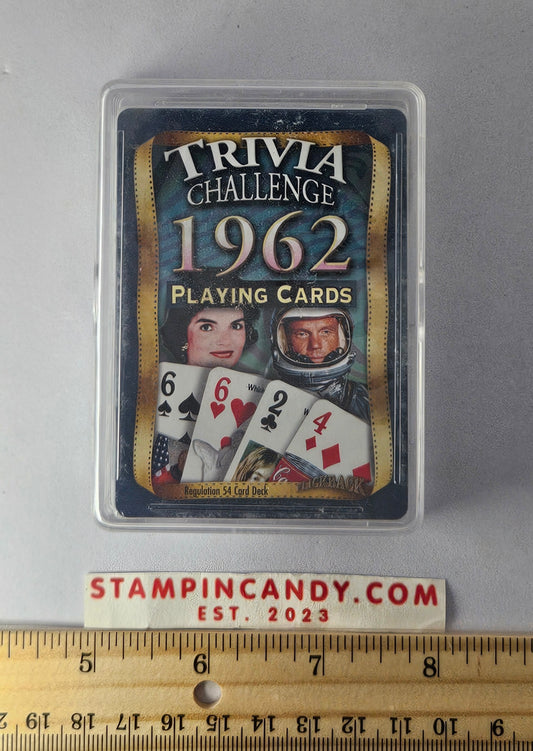 TRIVIA
CHALLENGE
1962
PLAYING CARDS
6
6
2
4
Regulation 54 Card Deck
FLICKBACK
STAMPINCANDY.COM
EST. 2023
5 6 7 8
19 18 17 16 15 14 13 12 11 10 9